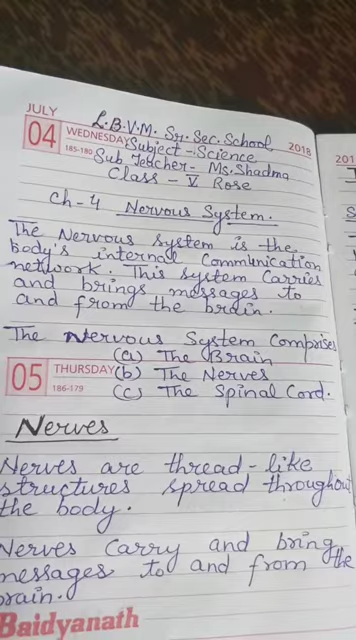 JULY
L.B.V.M. Sr. Sec. School
04 WEDNESDAY Subject - Science 2018
185-180 Sub Teacher - Ms. Shadma
Class - V Rose
Ch-4 Nervous System.
The Nervous System is the
body's internal Communication
network. This system Carries
and brings messages to
and from the brain.
The Nervous System Comprises
(a) The Brain
05 THURSDAY (b) The Nerves
186-179 (c) The Spinal Cord.
Nerves
Nerves are thread-like
structures spread throughout
the body.
Nerves Carry and bring
messages to and from the
brain.
Baidyanath
201